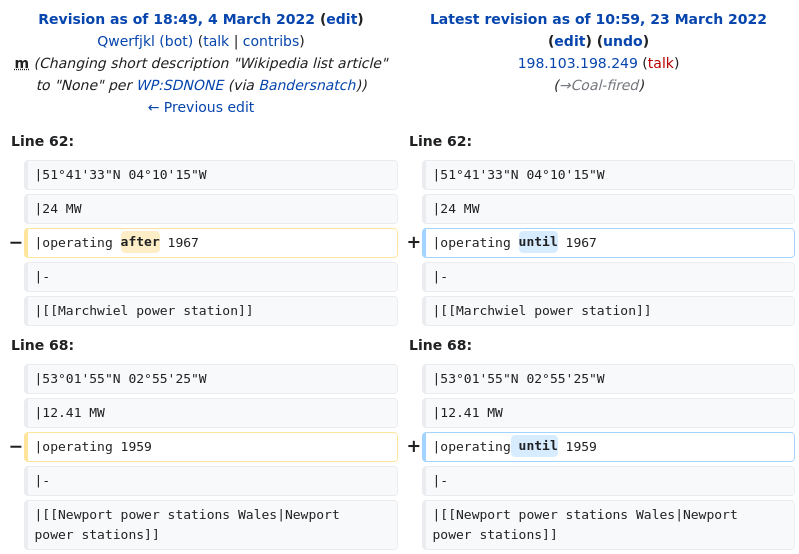 Revision as of 18:49, 4 March 2022 (edit)
Qwerfjkl (bot) (talk | contribs)
m (Changing short description "Wikipedia list article"
to "None" per WP:SDNONE (via Bandersnatch))
← Previous edit
Latest revision as of 10:59, 23 March 2022
(edit) (undo)
198.103.198.249 (talk)
(→Coal-fired)
Line 62:
Line 62:
|51°41'33"N 04°10'15"W
|51°41'33"N 04°10'15"W
|24 MW
|24 MW
− |operating after 1967
+ |operating until 1967
|-
|-
|[[Marchwiel power station]]
|[[Marchwiel power station]]
Line 68:
Line 68:
|53°01'55"N 02°55'25"W
|53°01'55"N 02°55'25"W
|12.41 MW
|12.41 MW
− |operating 1959
+ |operating until 1959
|-
|-
|[[Newport power stations Wales|Newport
power stations]]
|[[Newport power stations Wales|Newport
power stations]]